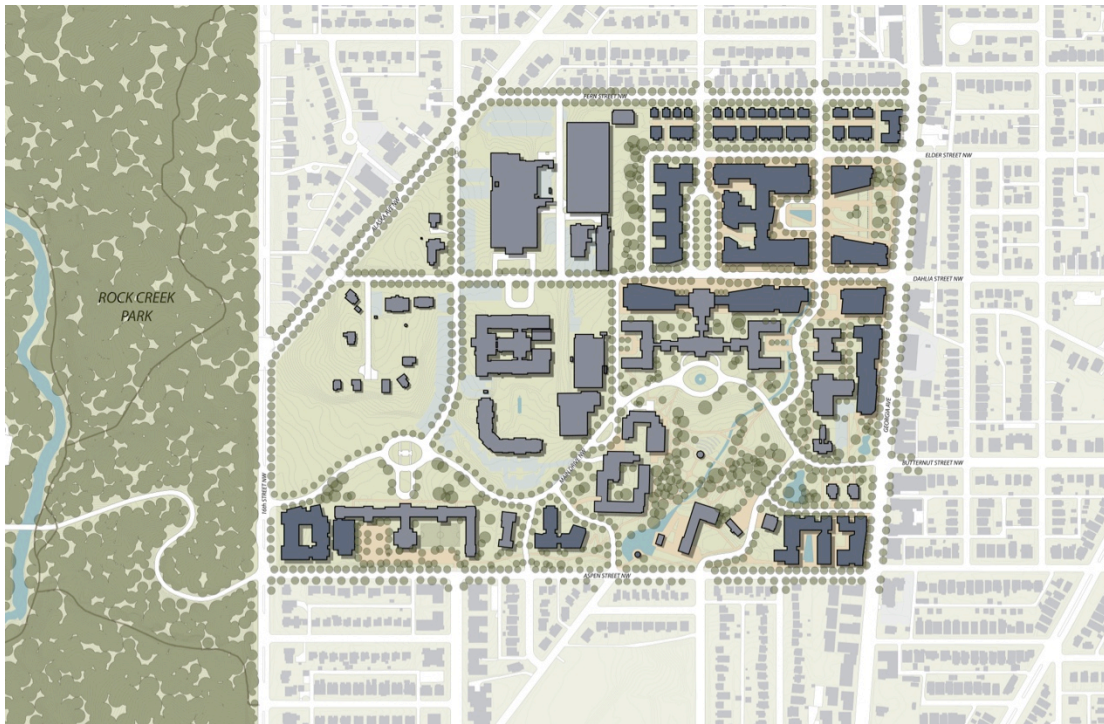 FERN STREET NW
ELDER STREET NW
ROCK CREEK
PARK
DAHLIA STREET NW
GEORGIA AVE
BUTTERNUT STREET NW
16th STREET NW
ASPEN STREET NW